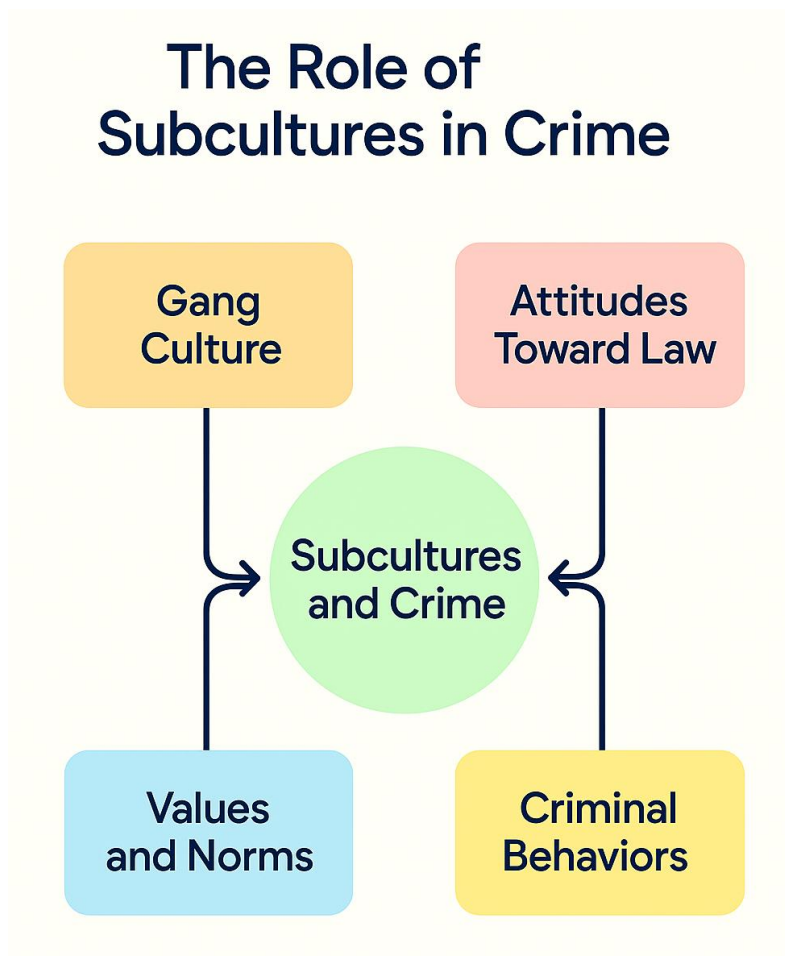 The Role of
Subcultures in Crime
Gang
Culture
Attitudes
Toward Law
Subcultures
and Crime
Values
and Norms
Criminal
Behaviors